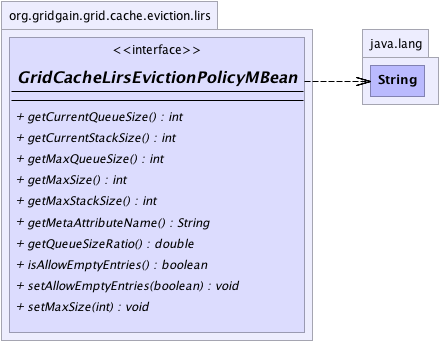 org.gridgain.grid.cache.eviction.lirs
<<interface>>
GridCacheLirsEvictionPolicyMBean
+ getCurrentQueueSize() : int
+ getCurrentStackSize() : int
+ getMaxQueueSize() : int
+ getMaxSize() : int
+ getMaxStackSize() : int
+ getMetaAttributeName() : String
+ getQueueSizeRatio() : double
+ isAllowEmptyEntries() : boolean
+ setAllowEmptyEntries(boolean) : void
+ setMaxSize(int) : void
java.lang
String